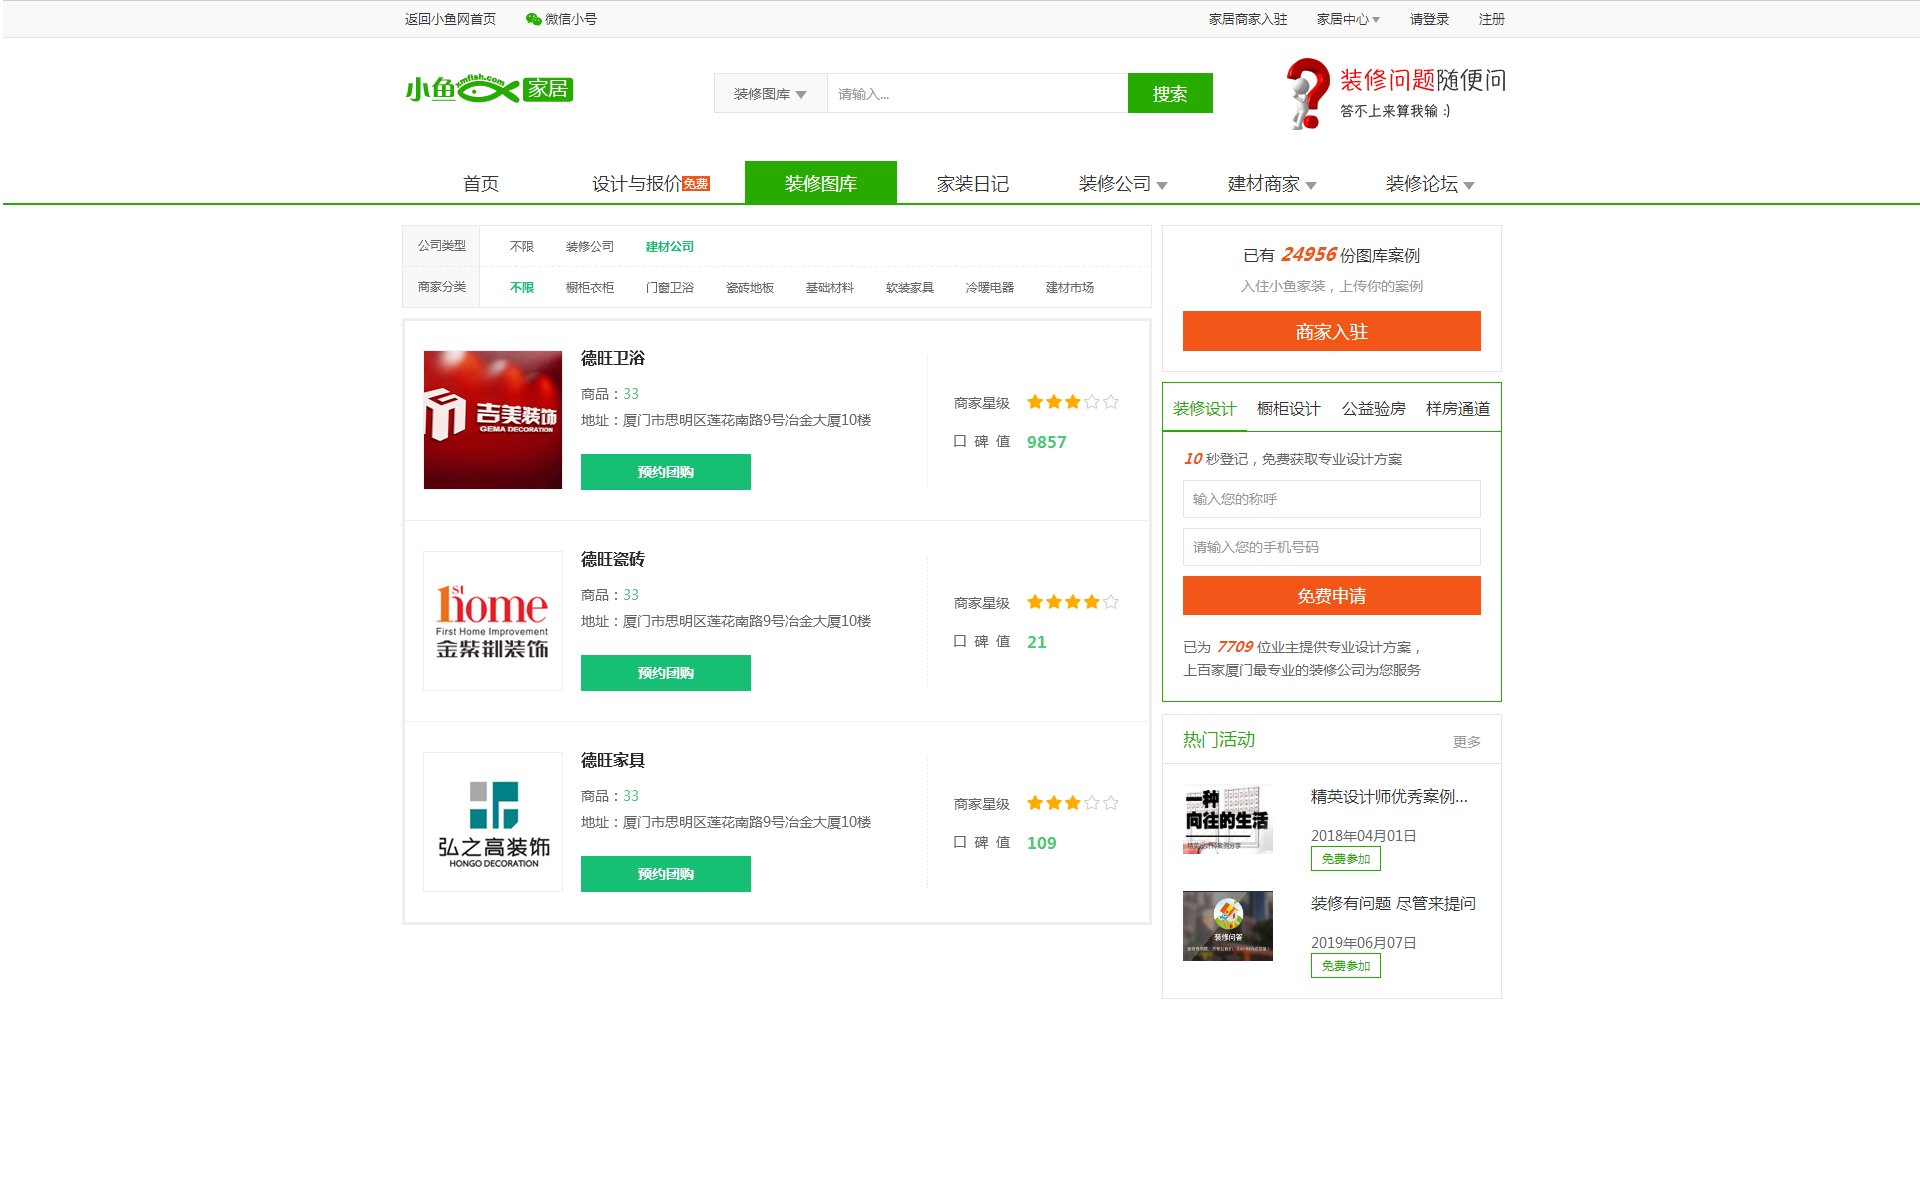 返回小鱼网首页 微信小号 家居商家入驻 家居中心 请登录 注册
小鱼 xmfish.com 家居
装修图库 请输入... 搜索
装修问题随便问
答不上来算我输 :)
首页 设计与报价 免费 装修图库 家装日记 装修公司 建材商家 装修论坛
公司类型 不限 装修公司 建材公司
商家分类 不限 橱柜衣柜 门窗卫浴 瓷砖地板 基础材料 软装家具 冷暖电器 建材市场
吉美装饰
GEMA DECORATION
德旺卫浴
商品：33
地址：厦门市思明区莲花南路9号冶金大厦10楼
预约团购
商家星级
口 碑 值 9857
1st home
First Home Improvement
金紫荆装饰
德旺瓷砖
商品：33
地址：厦门市思明区莲花南路9号冶金大厦10楼
预约团购
商家星级
口 碑 值 21
弘之高装饰
HONGO DECORATION
德旺家具
商品：33
地址：厦门市思明区莲花南路9号冶金大厦10楼
预约团购
商家星级
口 碑 值 109
已有 24956 份图库案例
入住小鱼家装，上传你的案例
商家入驻
装修设计 橱柜设计 公益验房 样房通道
10 秒登记，免费获取专业设计方案
输入您的称呼
请输入您的手机号码
免费申请
已为 7709 位业主提供专业设计方案，
上百家厦门最专业的装修公司为您服务
热门活动 更多
一种
向往的生活
精英设计师优秀案例...
2018年04月01日
免费参加
装修问答
装修有问题 尽管来提问
2019年06月07日
免费参加